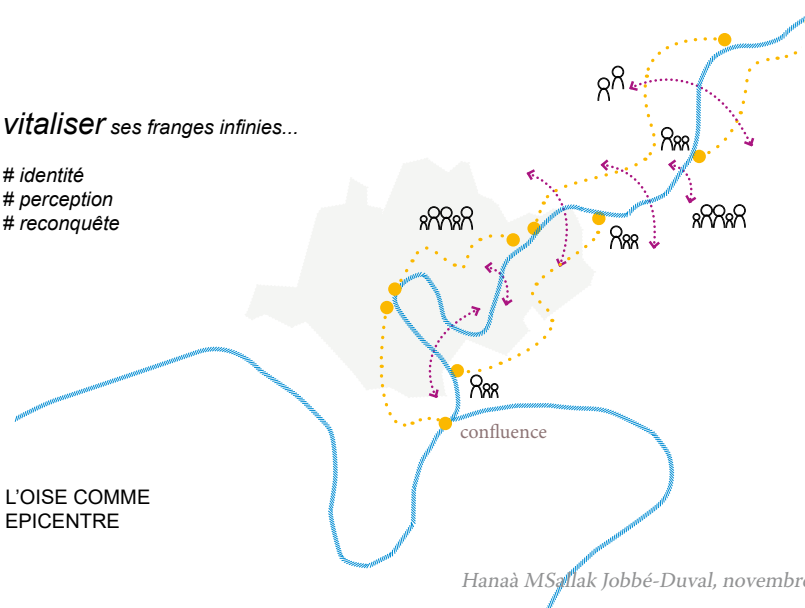 vitaliser ses franges infinies...
# identité
# perception
# reconquête
confluence
L'OISE COMME
EPICENTRE
Hanaà MSallak Jobbé-Duval, novembre